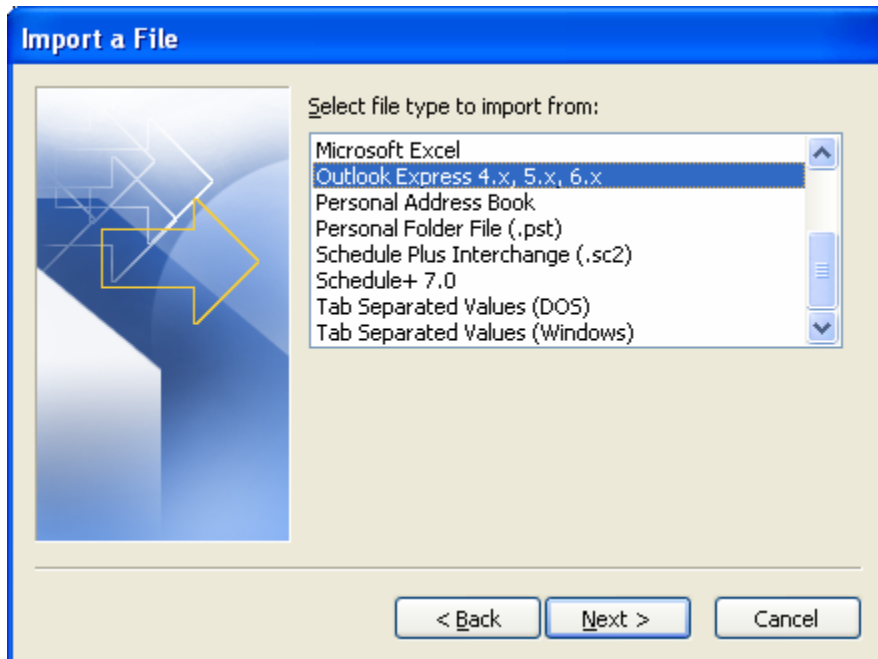 Import a File
Select file type to import from:
Microsoft Excel
Outlook Express 4.x, 5.x, 6.x
Personal Address Book
Personal Folder File (.pst)
Schedule Plus Interchange (.sc2)
Schedule+ 7.0
Tab Separated Values (DOS)
Tab Separated Values (Windows)
< Back Next > Cancel